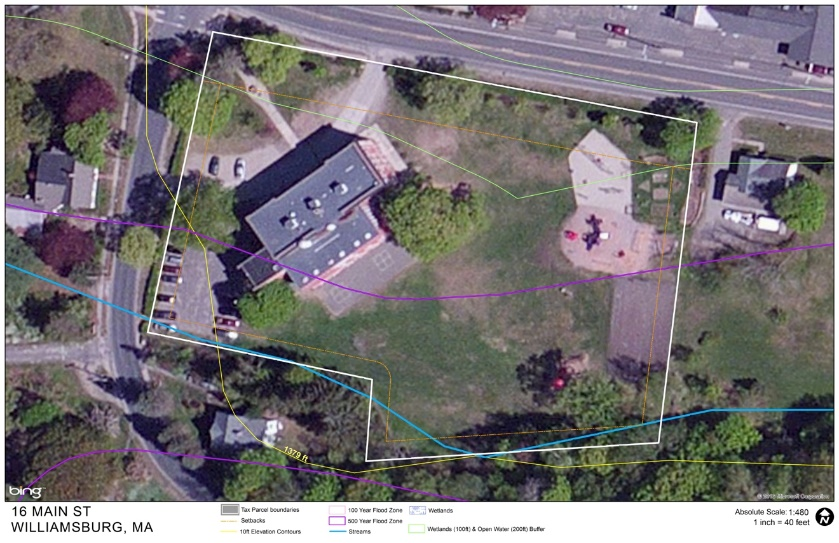 1379 ft
bing
© 2010 Microsoft Corporation
16 MAIN ST
WILLIAMSBURG, MA
Tax Parcel boundaries
Setbacks
10ft Elevation Contours
100 Year Flood Zone
500 Year Flood Zone
Streams
Wetlands
Wetlands (100ft) & Open Water (200ft) Buffer
Absolute Scale: 1:480
1 inch = 40 feet
N